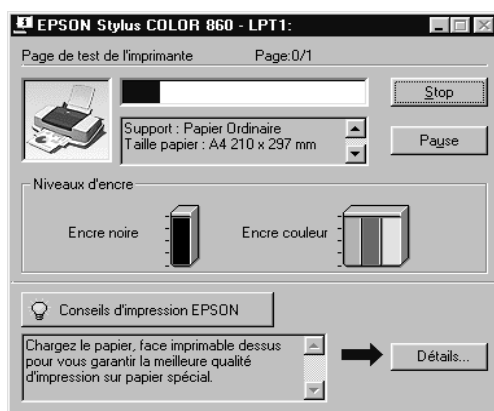 EPSON Stylus COLOR 860 - LPT1:
Page de test de l'imprimante Page:0/1
Stop
Support : Papier Ordinaire
Taille papier : A4 210 x 297 mm
Pause
Niveaux d'encre
Encre noire Encre couleur
Conseils d'impression EPSON
Chargez le papier, face imprimable dessus
pour vous garantir la meilleure qualité
d'impression sur papier spécial.
Détails...